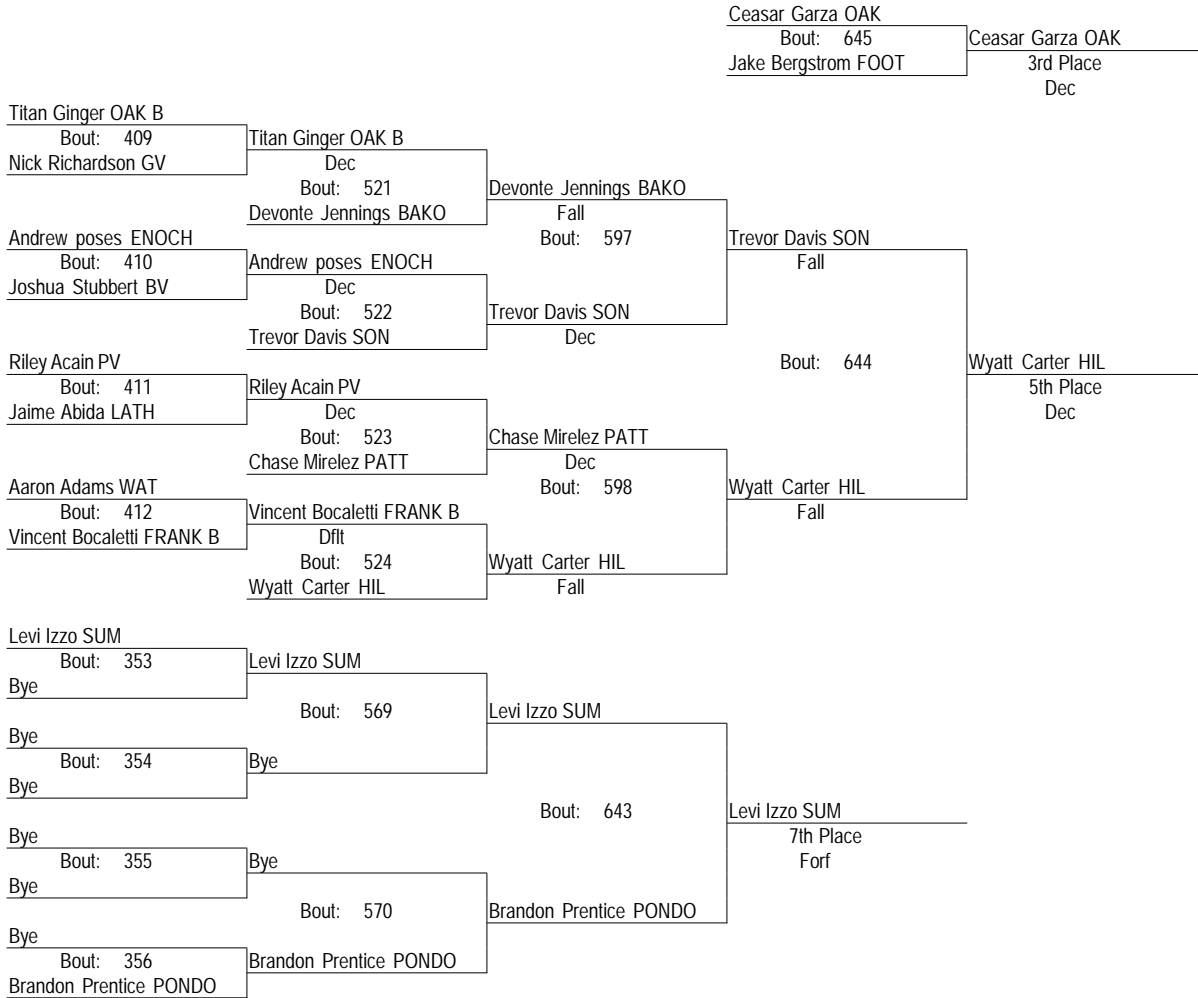 Ceasar Garza OAK
Bout: 645
Ceasar Garza OAK
Jake Bergstrom FOOT
3rd Place
Dec
Titan Ginger OAK B
Bout: 409
Titan Ginger OAK B
Nick Richardson GV
Dec
Bout: 521
Devonte Jennings BAKO
Devonte Jennings BAKO
Fall
Andrew poses ENOCH
Bout: 597
Trevor Davis SON
Bout: 410
Andrew poses ENOCH
Fall
Joshua Stubbert BV
Dec
Bout: 522
Trevor Davis SON
Trevor Davis SON
Dec
Riley Acain PV
Bout: 644
Wyatt Carter HIL
Bout: 411
Riley Acain PV
5th Place
Jaime Abida LATH
Dec
Dec
Bout: 523
Chase Mirelez PATT
Chase Mirelez PATT
Dec
Aaron Adams WAT
Bout: 598
Wyatt Carter HIL
Bout: 412
Vincent Bocaletti FRANK B
Fall
Vincent Bocaletti FRANK B
Dflt
Bout: 524
Wyatt Carter HIL
Wyatt Carter HIL
Fall
Levi Izzo SUM
Bout: 353
Levi Izzo SUM
Bye
Bout: 569
Levi Izzo SUM
Bye
Bout: 354
Bye
Bye
Bout: 643
Levi Izzo SUM
Bye
7th Place
Bout: 355
Bye
Forf
Bye
Bout: 570
Brandon Prentice PONDO
Bye
Bout: 356
Brandon Prentice PONDO
Brandon Prentice PONDO